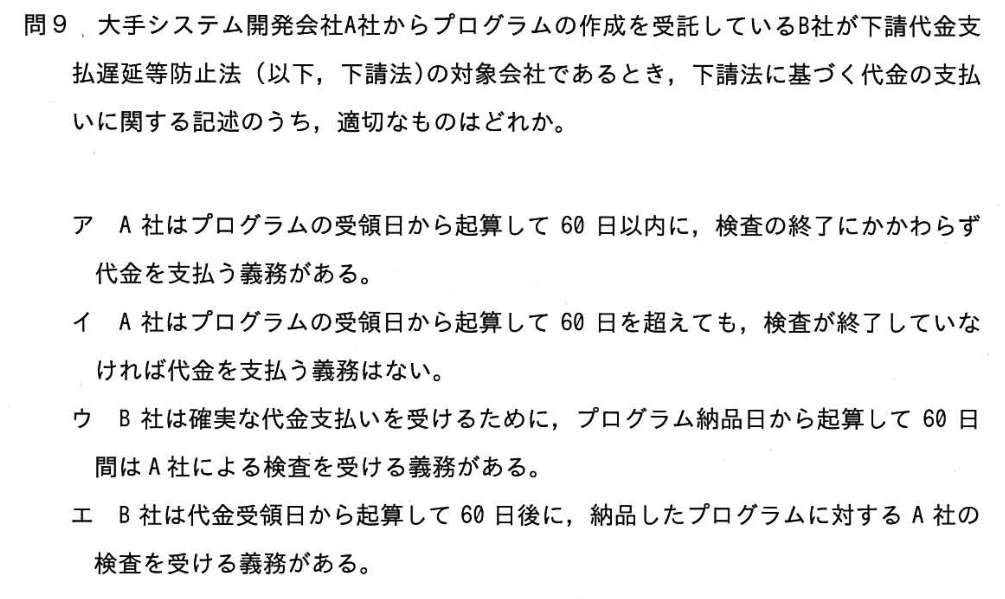 問9 大手システム開発会社A社からプログラムの作成を受託しているB社が下請代金支
払遅延等防止法（以下，下請法)の対象会社であるとき，下請法に基づく代金の支払
いに関する記述のうち，適切なものはどれか。
ア A 社はプログラムの受領日から起算して 60 日以内に，検査の終了にかかわらず
代金を支払う義務がある。
イ A 社はプログラムの受領日から起算して 60 日を超えても，検査が終了していな
ければ代金を支払う義務はない。
ウ B 社は確実な代金支払いを受けるために，プログラム納品日から起算して 60 日
間は A 社による検査を受ける義務がある。
エ B 社は代金受領日から起算して 60 日後に，納品したプログラムに対する A 社の
検査を受ける義務がある。